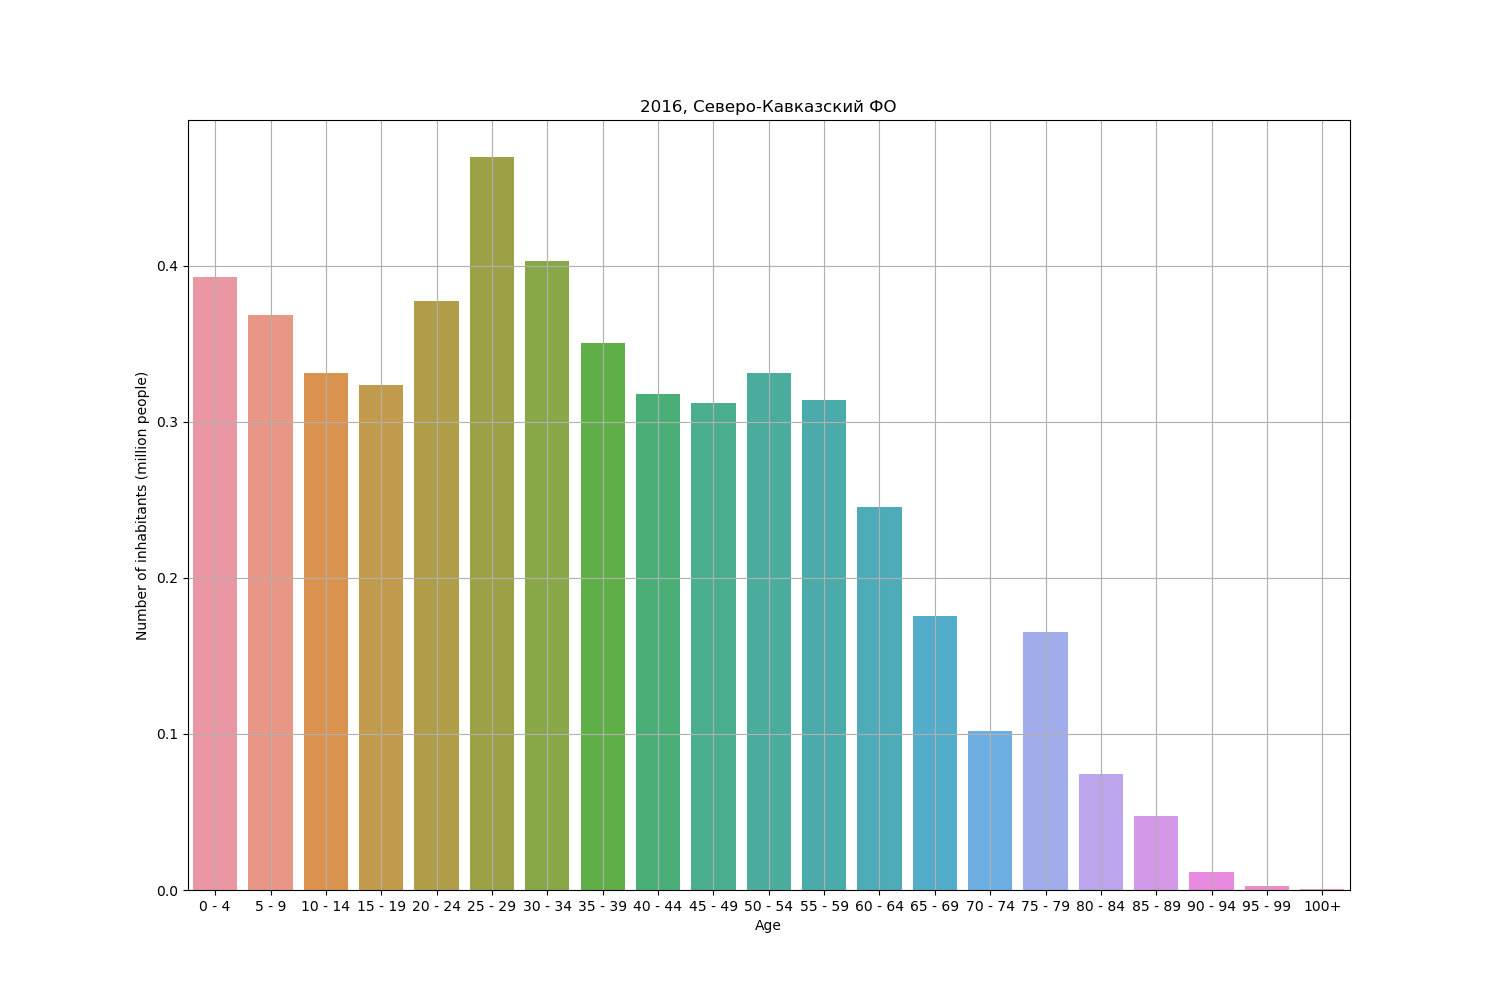 2016, Северо-Кавказский ФО
Number of inhabitants (million people)
0.4
0.3
0.2
0.1
0.0
0 - 4 5 - 9 10 - 14 15 - 19 20 - 24 25 - 29 30 - 34 35 - 39 40 - 44 45 - 49 50 - 54 55 - 59 60 - 64 65 - 69 70 - 74 75 - 79 80 - 84 85 - 89 90 - 94 95 - 99 100+
Age